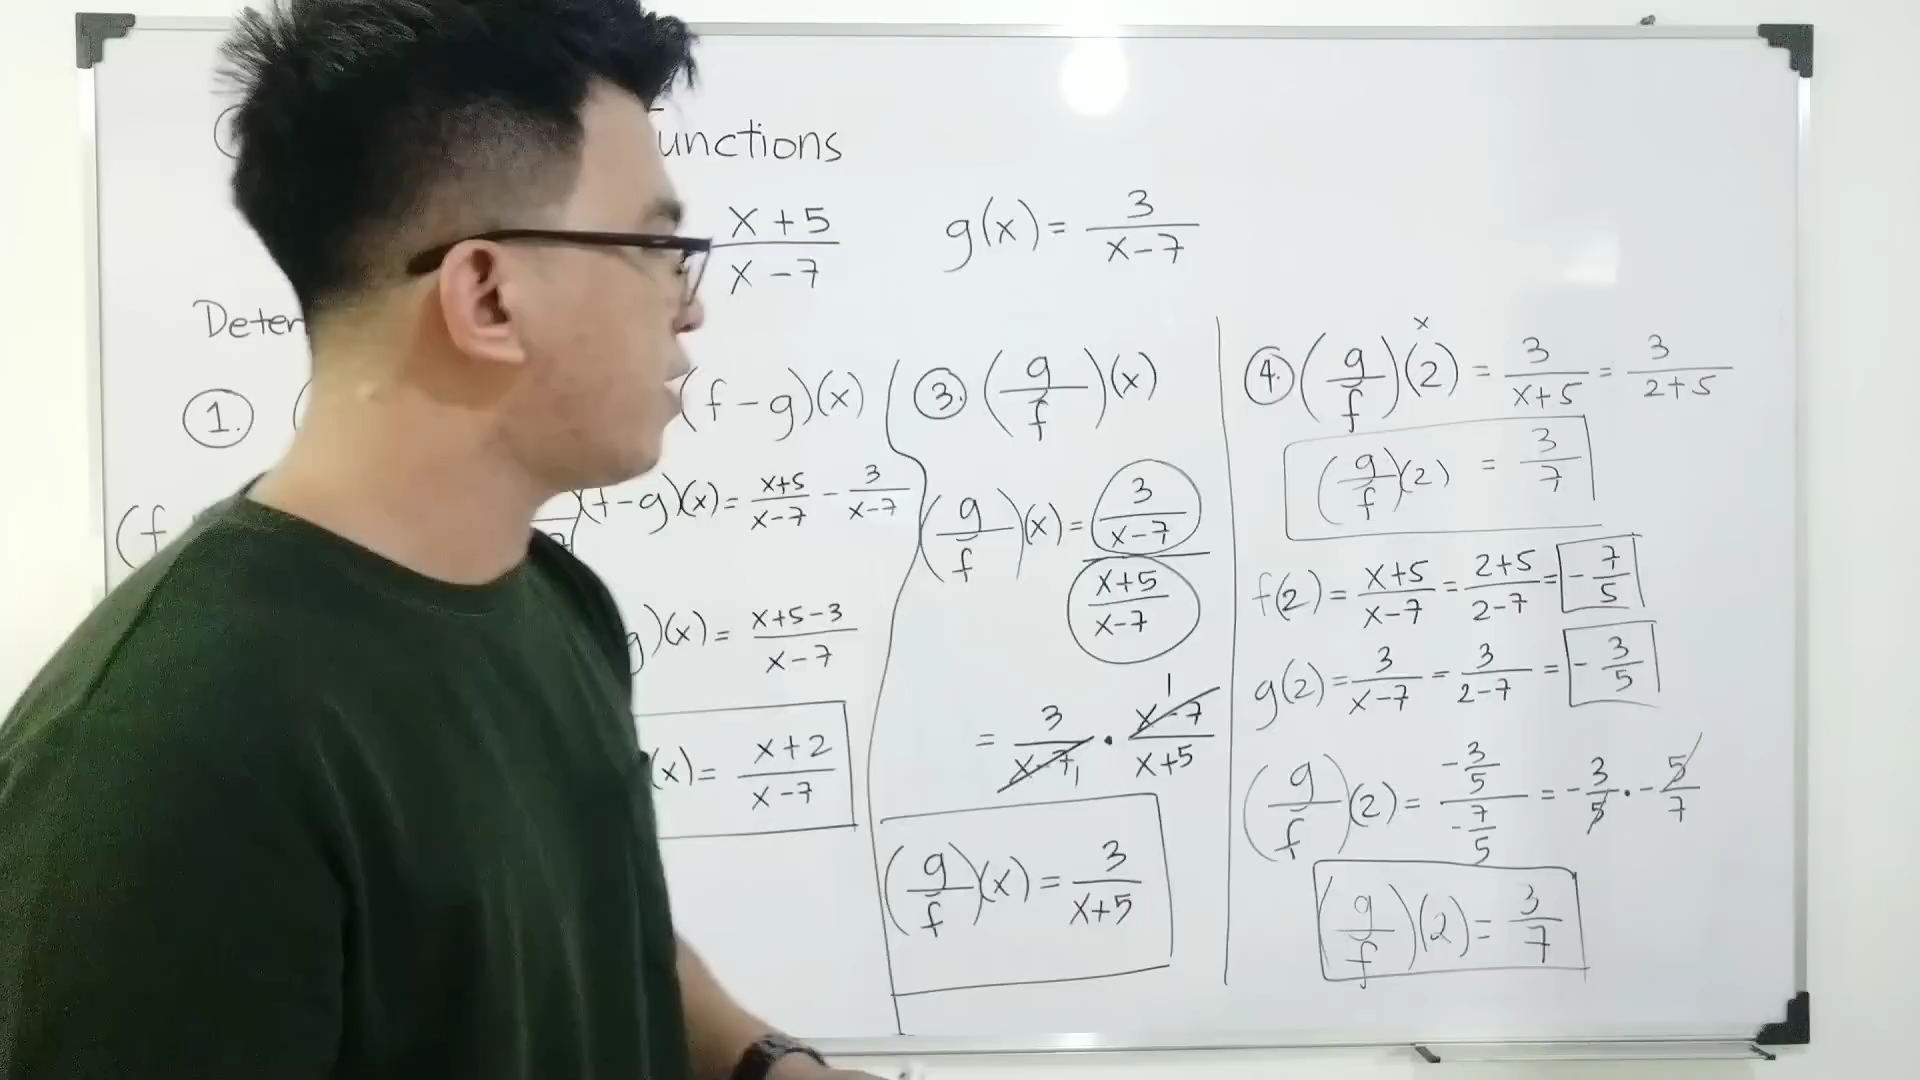 unctions
x+5/x-7
g(x) = 3/x-7
Deter
1.
(f-g)(x)
(f-g)(x) = x+5/x-7 - 3/x-7
)(x) = x+5-3/x-7
(x) = x+2/x-7
(f
3. (g/f)(x)
(g/f)(x) = 3/x-7 / x+5/x-7
= 3/x-7 1 · 1 x-7/x+5
(g/f)(x) = 3/x+5
x
4. (g/f)(2) = 3/x+5 = 3/2+5
(g/f)(2) = 3/7
f(2) = x+5/x-7 = 2+5/2-7 = -7/5
g(2) = 3/x-7 = 3/2-7 = -3/5
(g/f)(2) = -3/5 / -7/5 = -3/5 · -5/7
(g/f)(2) = 3/7